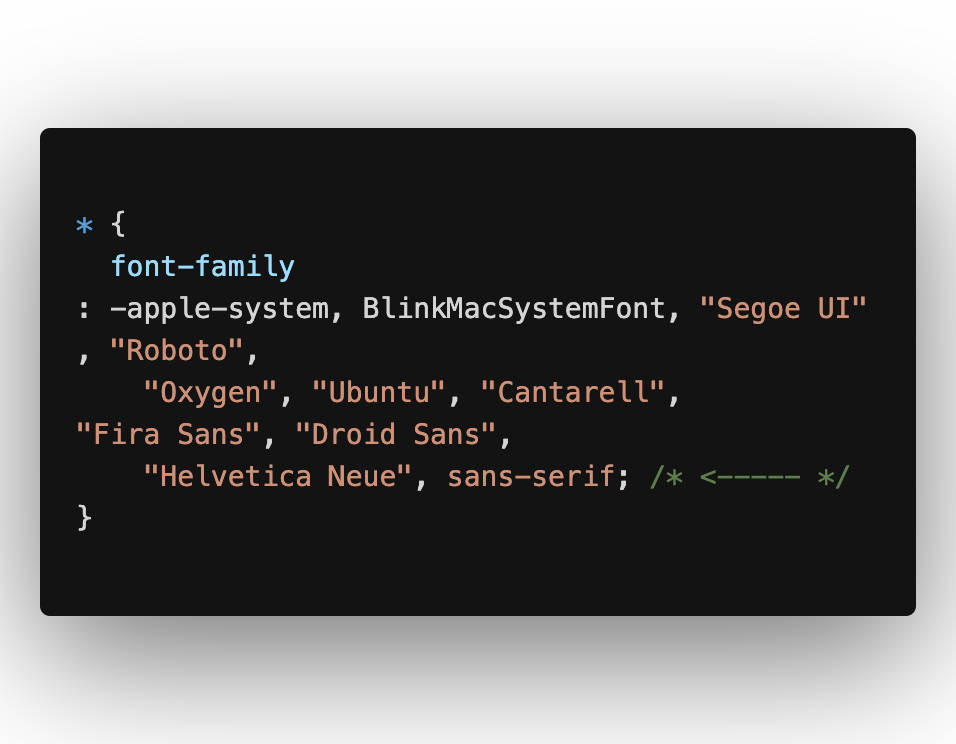 * {
  font-family
: -apple-system, BlinkMacSystemFont, "Segoe UI"
, "Roboto",
    "Oxygen", "Ubuntu", "Cantarell",
"Fira Sans", "Droid Sans",
    "Helvetica Neue", sans-serif; /* <----- */
}